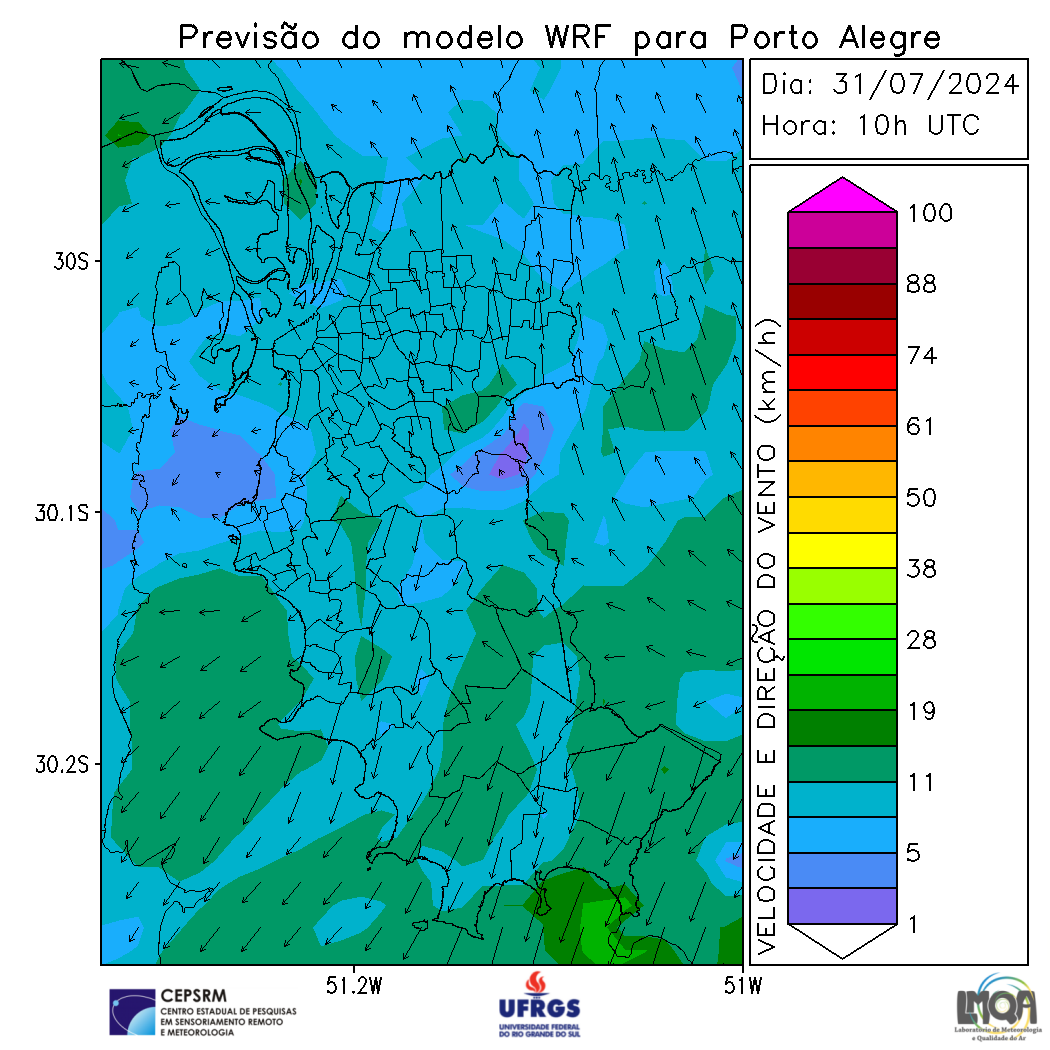 Previsão do modelo WRF para Porto Alegre
Dia: 31/07/2024
Hora: 10h UTC
30S
30.1S
30.2S
51.2W
51W
VELOCIDADE E DIREÇÃO DO VENTO (km/h)
100
88
74
61
50
38
28
19
11
5
1
CEPSRM
CENTRO ESTADUAL DE PESQUISAS
EM SENSORIAMENTO REMOTO
E METEOROLOGIA
UFRGS
UNIVERSIDADE FEDERAL
DO RIO GRANDE DO SUL
LMQA
Laboratório de Meteorologia
e Qualidade do Ar